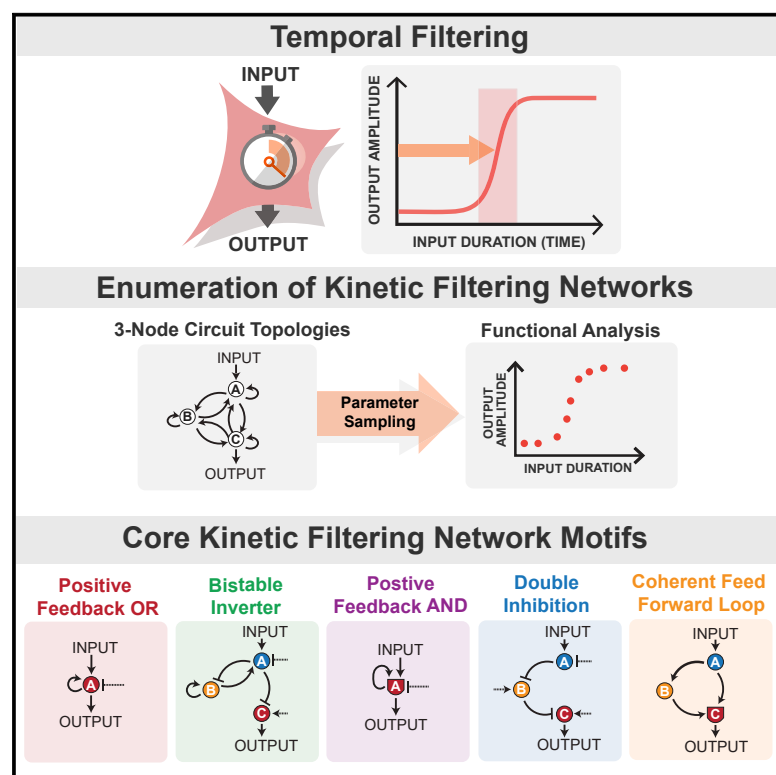 Temporal Filtering
INPUT
OUTPUT
OUTPUT AMPLITUDE
INPUT DURATION (TIME)
Enumeration of Kinetic Filtering Networks
3-Node Circuit Topologies
INPUT
A
B
C
OUTPUT
Parameter
Sampling
Functional Analysis
OUTPUT
AMPLITUDE
INPUT DURATION
Core Kinetic Filtering Network Motifs
Positive
Feedback OR
INPUT
A
OUTPUT
Bistable
Inverter
INPUT
A
B
C
OUTPUT
Postive
Feedback AND
INPUT
A
OUTPUT
Double
Inhibition
INPUT
A
B
C
OUTPUT
Coherent Feed
Forward Loop
INPUT
A
B
C
OUTPUT